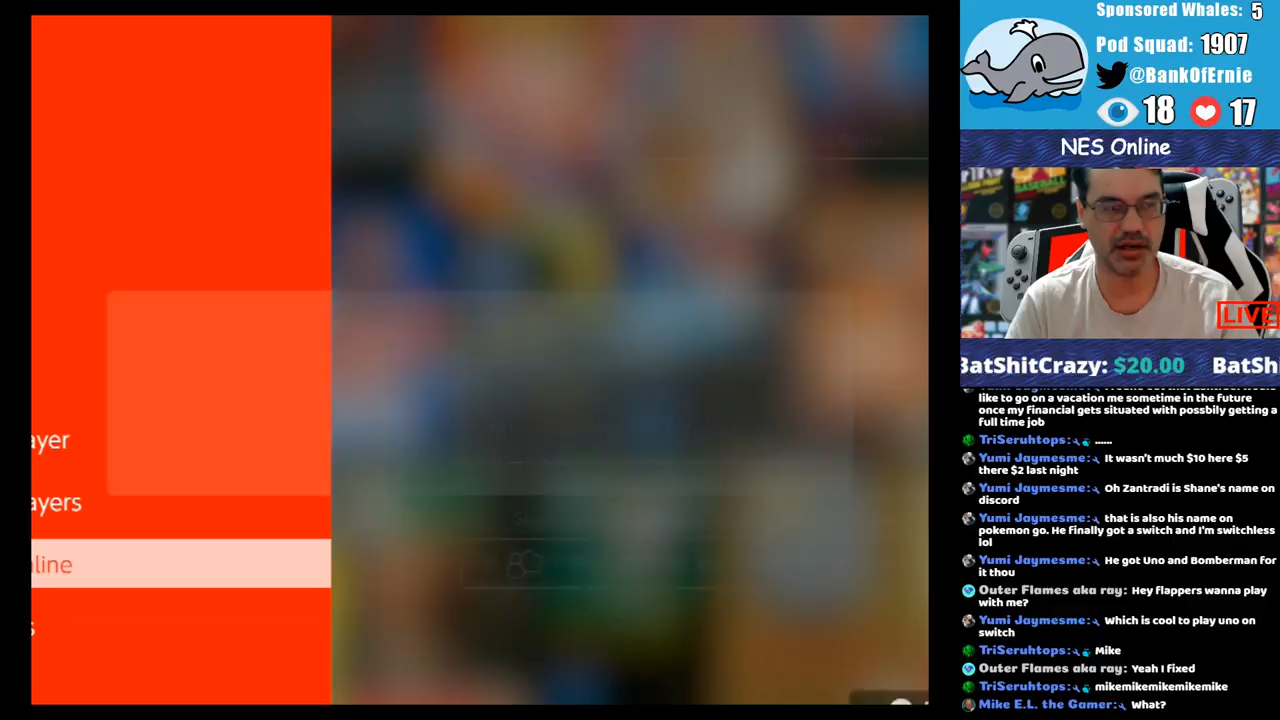 Sponsored Whales: 5
Pod Squad: 1907
@BankOfErnie
18 17
NES Online
LIVE
BatShitCrazy: $20.00 BatSh
ayer
ayers
line
s
like to go on a vacation me sometime in the future
once my financial gets situated with possbily getting a
full time job
TriSeruhtops: ......
Yumi Jaymesme: It wasn't much $10 here $5
there $2 last night
Yumi Jaymesme: Oh Zantradi is Shane's name on
discord
Yumi Jaymesme: that is also his name on
pokemon go. He finally got a switch and I'm switchless
lol
Yumi Jaymesme: He got Uno and Bomberman for
it thou
Outer Flames aka ray: Hey flappers wanna play
with me?
Yumi Jaymesme: Which is cool to play uno on
switch
TriSeruhtops: Mike
Outer Flames aka ray: Yeah I fixed
TriSeruhtops: mikemikemikemikemike
Mike E.L. the Gamer: What?